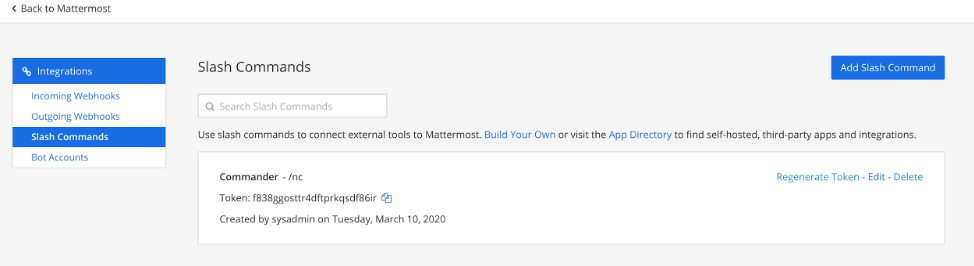 Back to Mattermost
Integrations
Incoming Webhooks
Outgoing Webhooks
Slash Commands
Bot Accounts
Slash Commands
Add Slash Command
Search Slash Commands
Use slash commands to connect external tools to Mattermost. Build Your Own or visit the App Directory to find self-hosted, third-party apps and integrations.
Commander - /nc
Regenerate Token - Edit - Delete
Token: f838ggosttr4dftprkqsdf86ir
Created by sysadmin on Tuesday, March 10, 2020